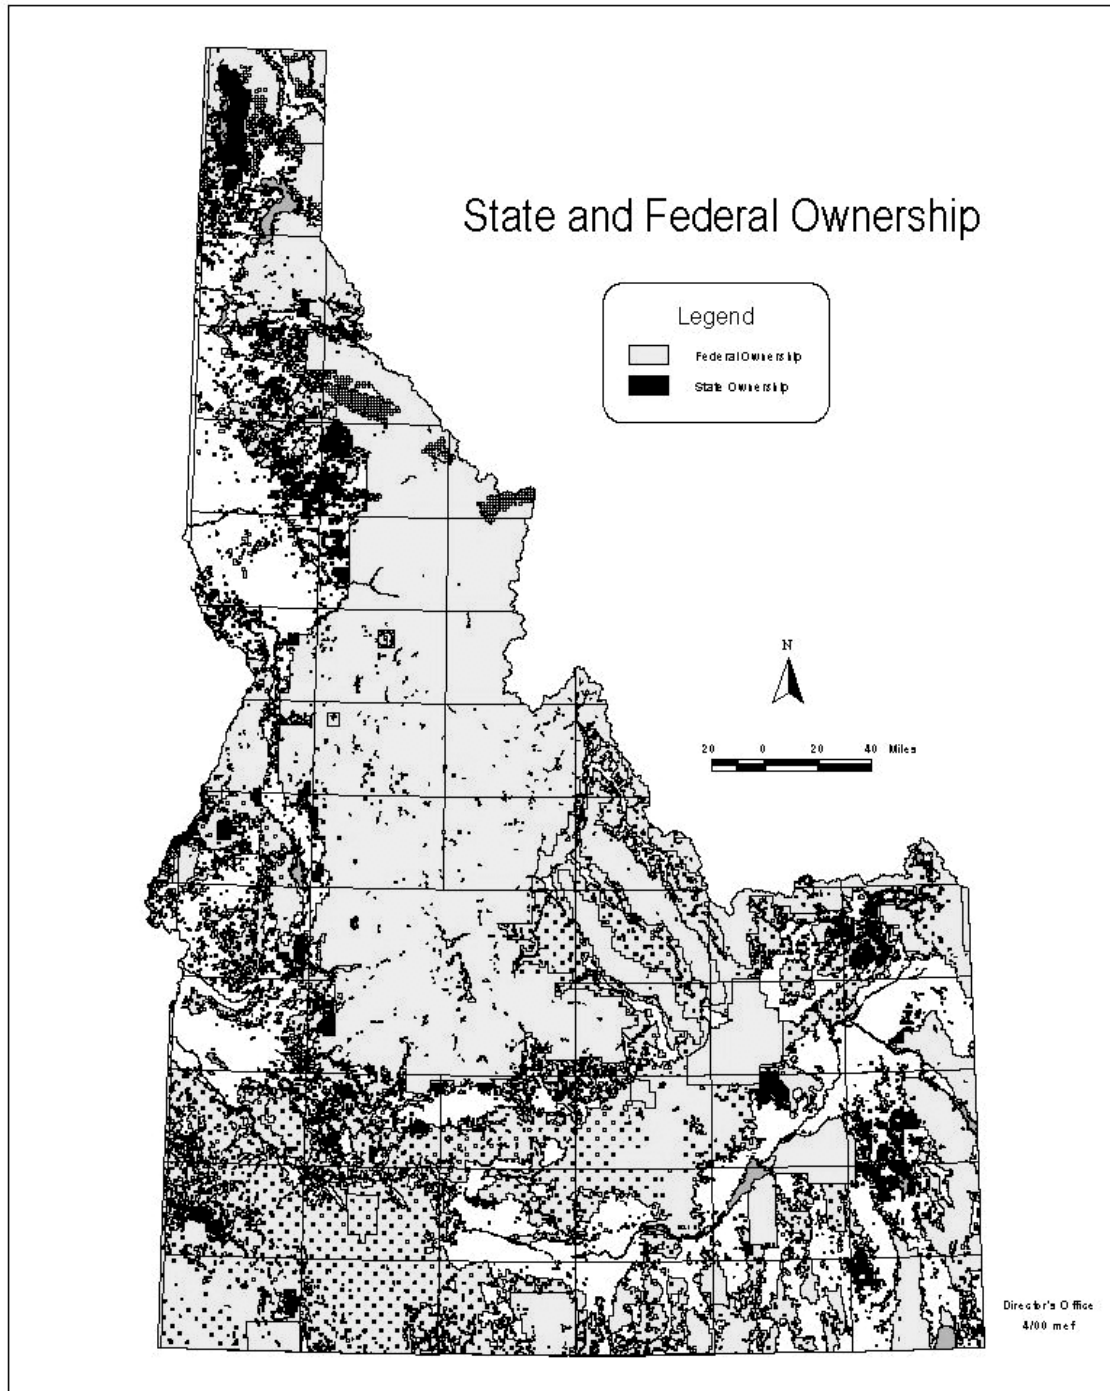 State and Federal Ownership
Legend
Federal Ownership
State Ownership
N
20 0 20 40 Miles
Director's Office
4/00 mef